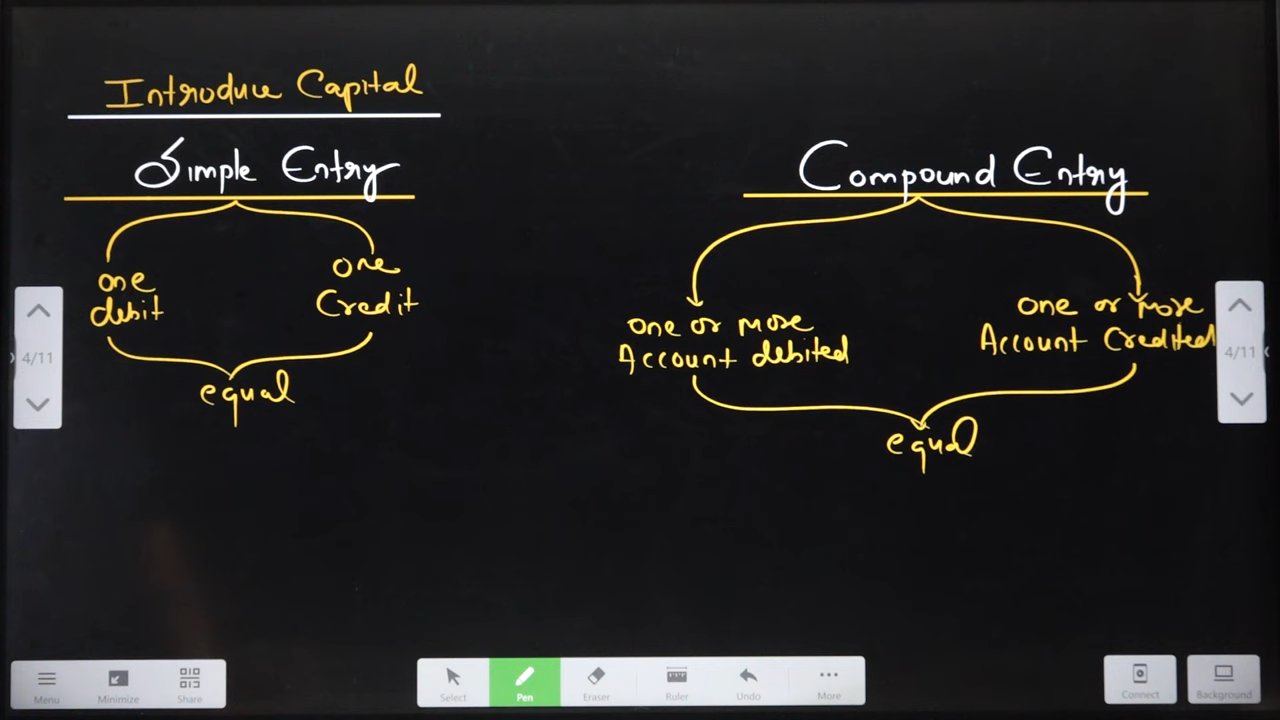 Introduce Capital
Simple Entry
one
debit
one
Credit
equal
Compound Entry
one or more
Account debited
one or more
Account Credited
equal
4/11
4/11
Menu
Minimize
Share
Select
Pen
Eraser
Ruler
Undo
More
Connect
Background